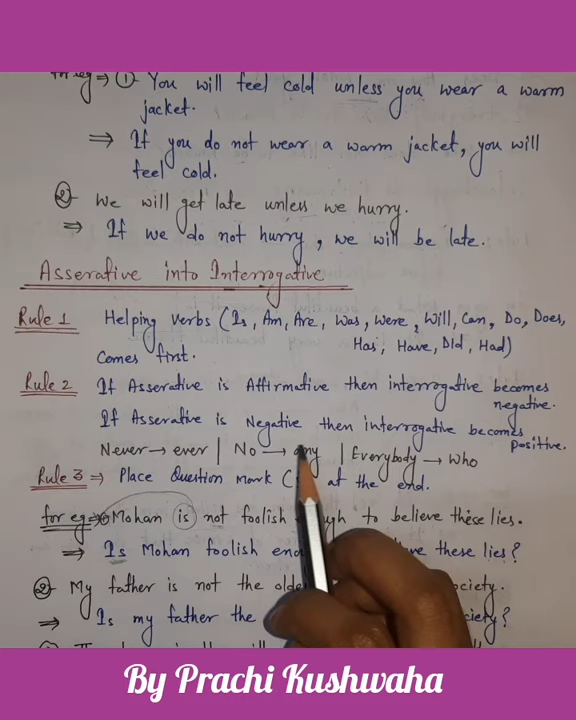 for eg ⇒ ① You will feel cold unless you wear a warm
jacket.
⇒ If you do not wear a warm jacket, you will
feel cold.
② We will get late unless we hurry.
⇒ If we do not hurry, we will be late.
Asserative into Interrogative
Rule 1 Helping verbs (Is, Am, Are, Was, Were, Will, Can, Do, Does,
Has, Have, Did, Had)
Comes first.
Rule 2 If Asserative is Affirmative then interrogative becomes
negative.
If Asserative is Negative then interrogative becomes
positive.
Never → ever | No → any | Everybody → Who
Rule 3 ⇒ Place Question mark ( at the end.
for eg ⇒ ① Mohan is not foolish to believe these lies.
⇒ Is Mohan foolish these lies?
② My father is not the
⇒ Is my father the
By Prachi Kushwaha